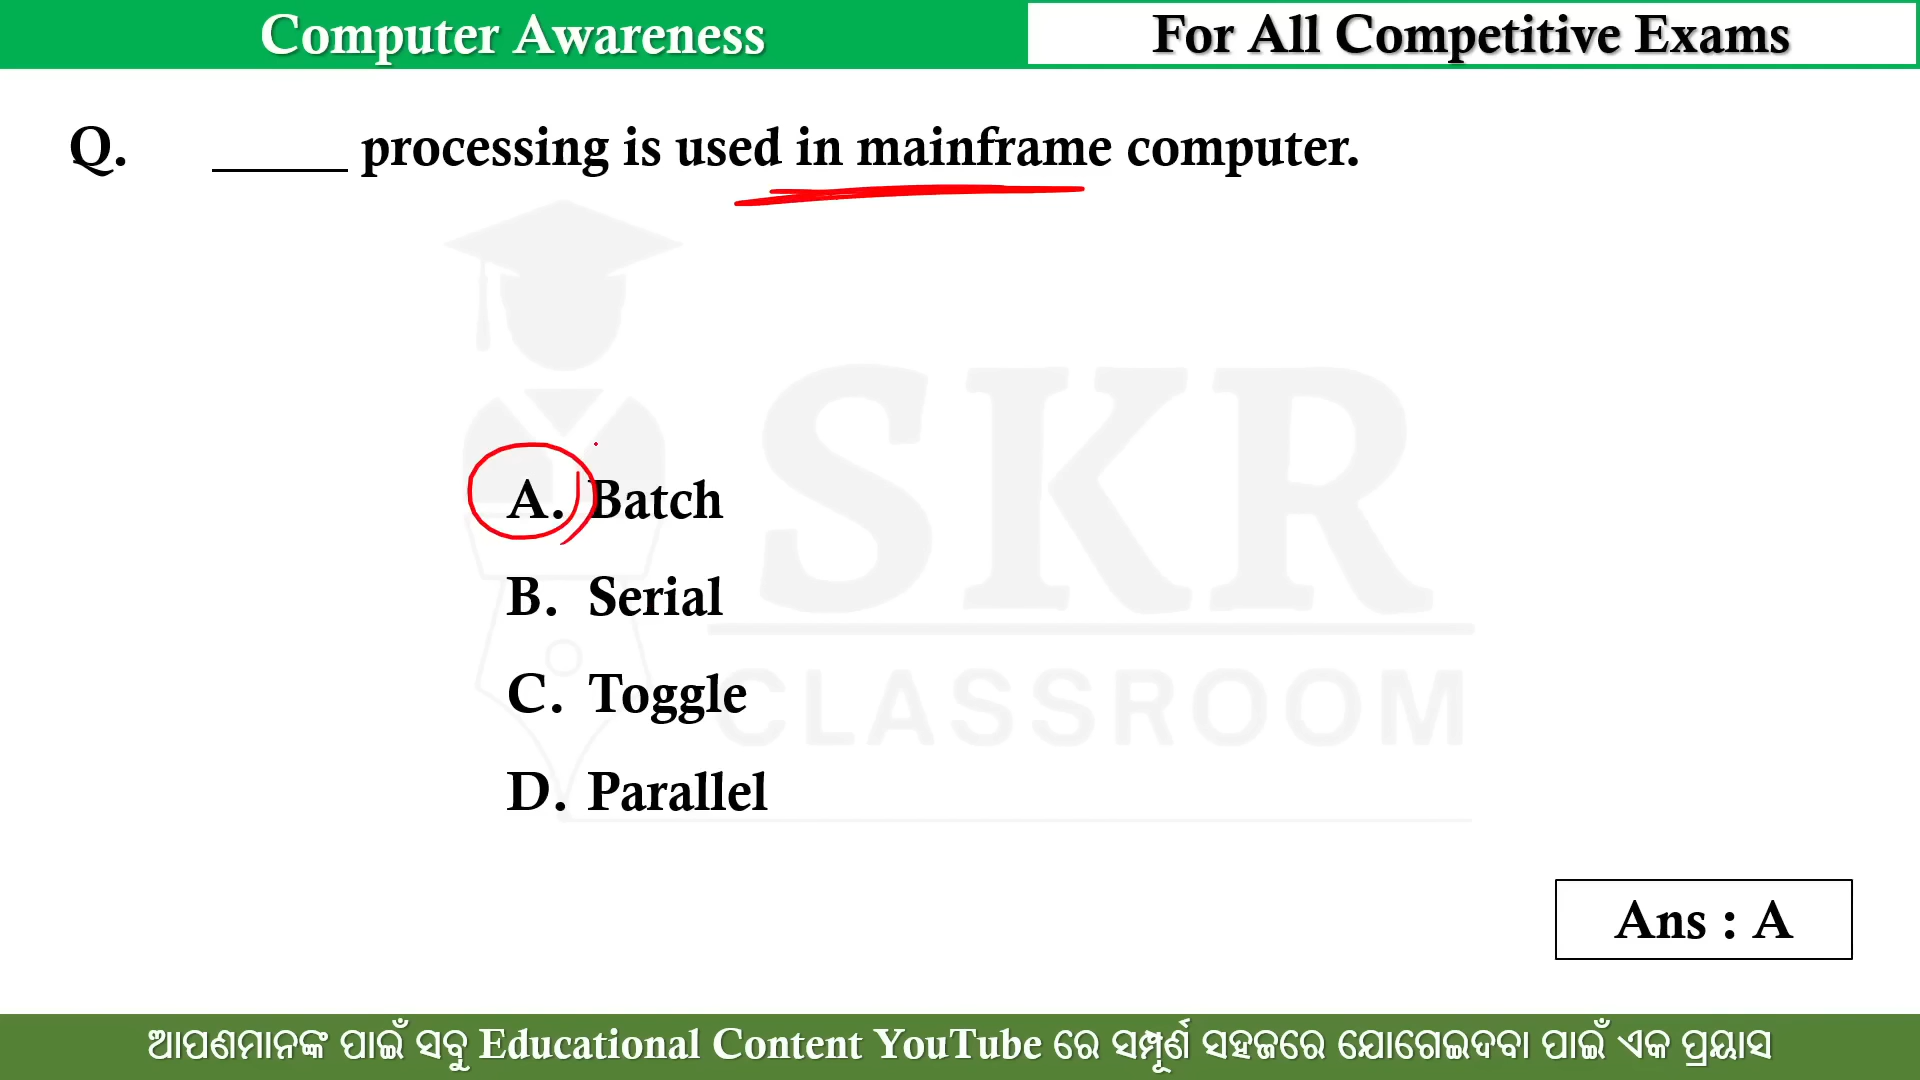 Computer Awareness
For All Competitive Exams
Q. _____ processing is used in mainframe computer.
A. Batch
B. Serial
C. Toggle
D. Parallel
SKR
CLASSROOM
Ans : A
ଆପଣମାନଙ୍କ ପାଇଁ ସବୁ Educational Content YouTube ରେ ସମ୍ପୂର୍ଣ ସହଜରେ ଯୋଗେଇଦବା ପାଇଁ ଏକ ପ୍ରୟାସ